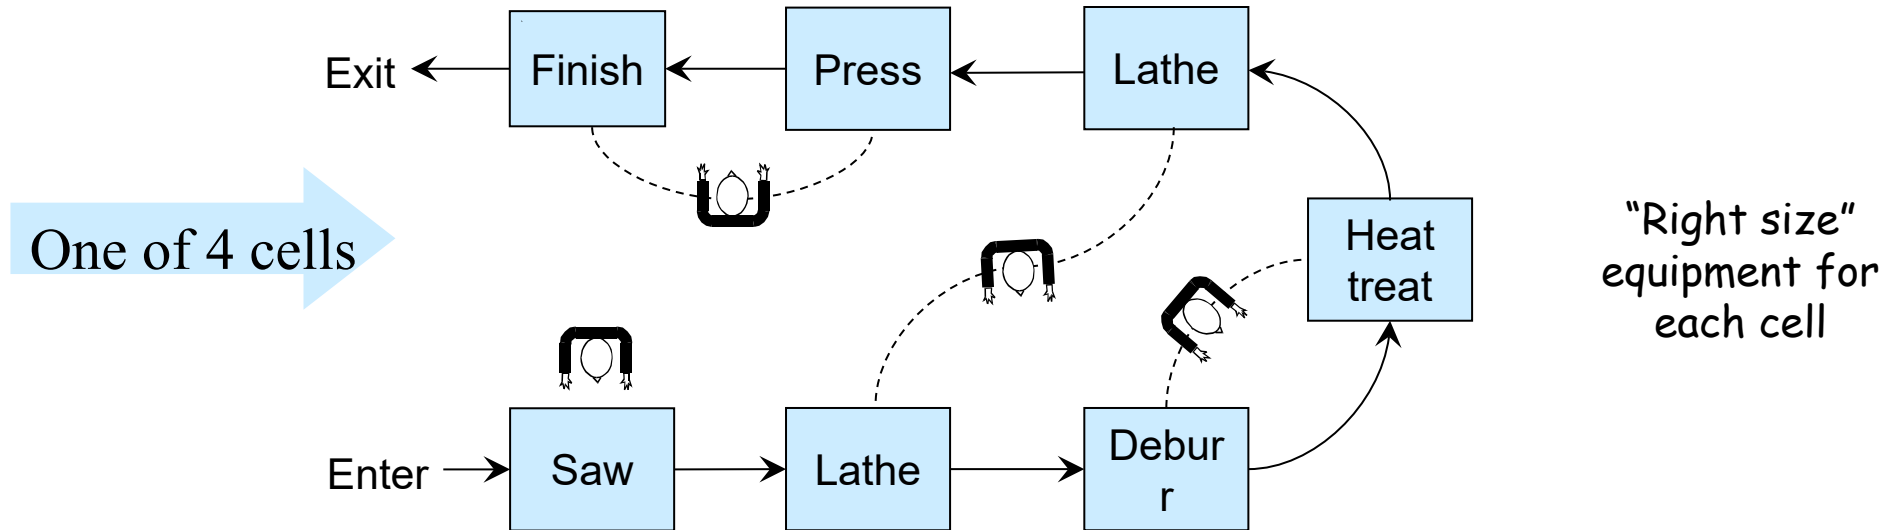 Exit
Finish
Press
Lathe
One of 4 cells
Heat
treat
“Right size”
equipment for
each cell
Enter
Saw
Lathe
Debur
r